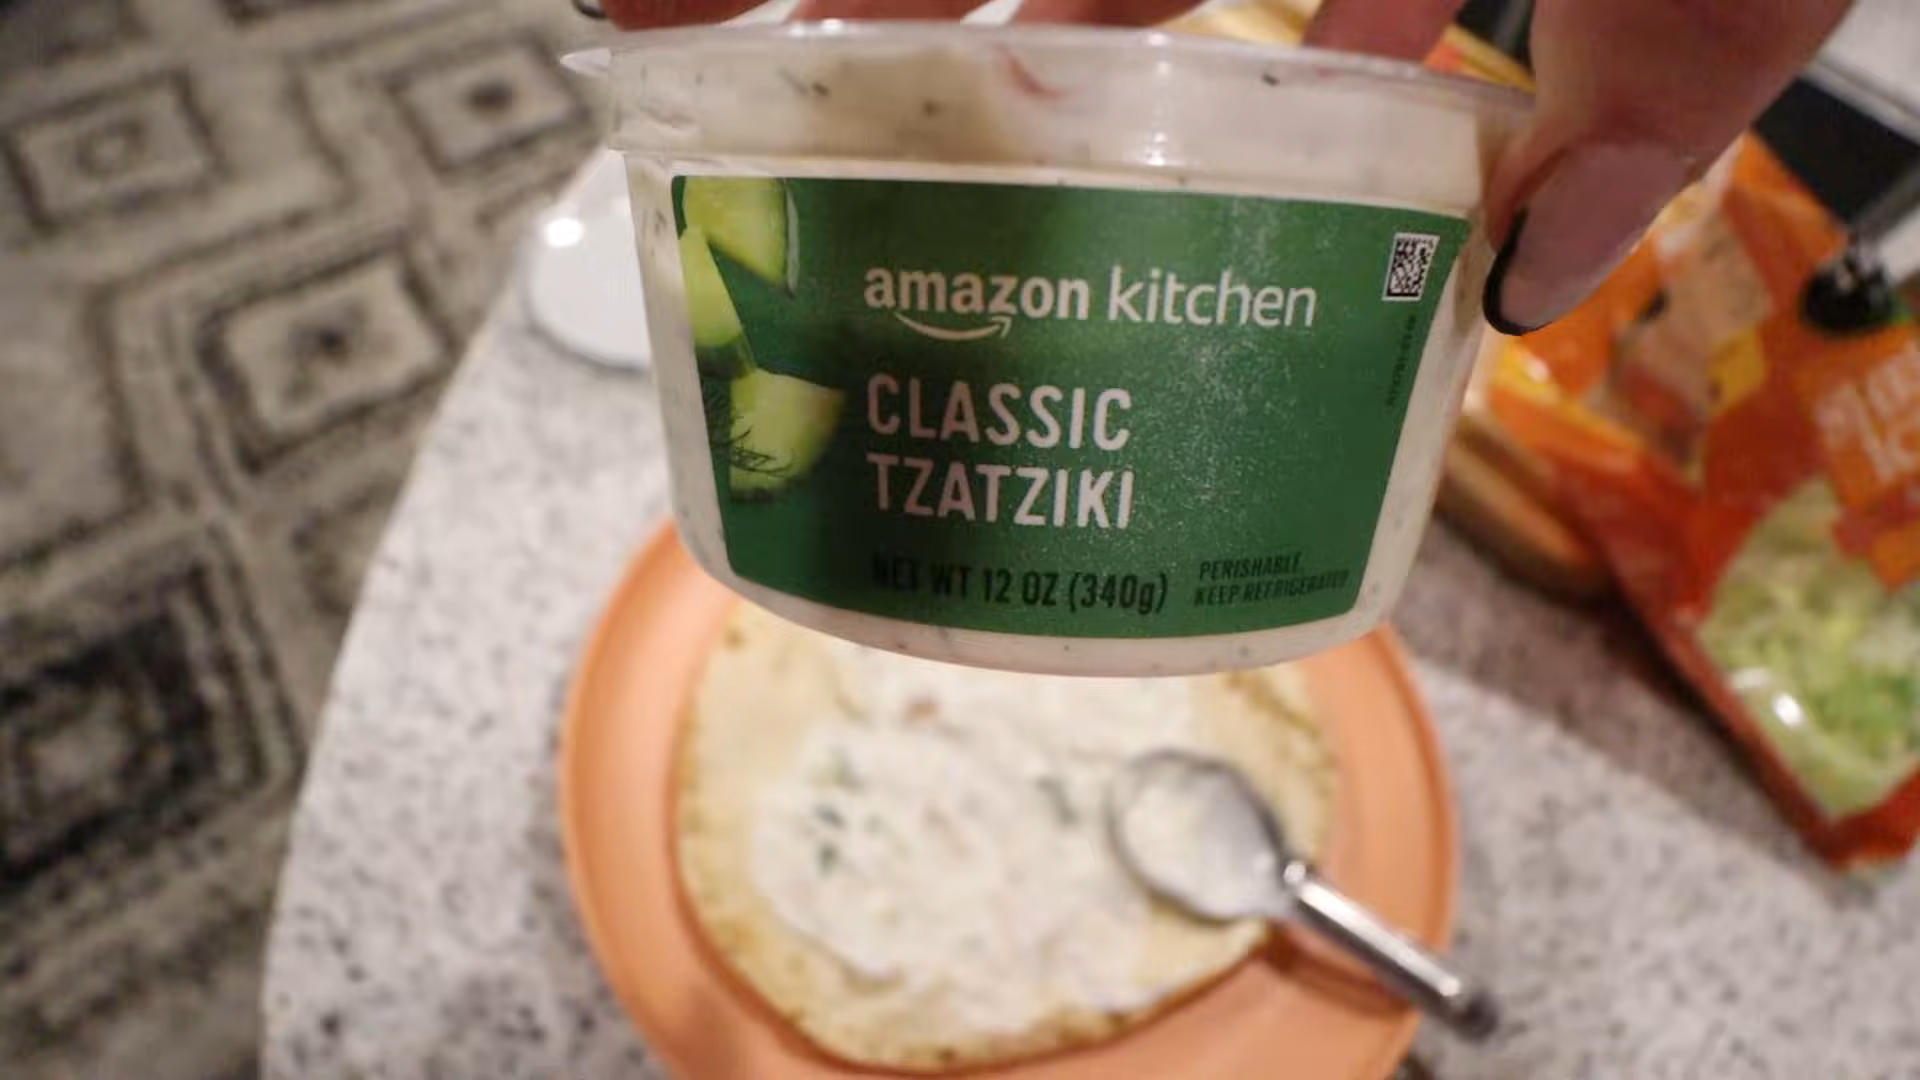 amazon kitchen
CLASSIC
TZATZIKI
NET WT 12 OZ (340g)
PERISHABLE,
KEEP REFRIGERATED